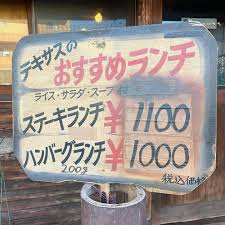 テキサスの
おすすめランチ
ライス・サラダ・スープ付
ステーキランチ ¥1100
ハンバーグランチ ¥1000
200g
税込価格